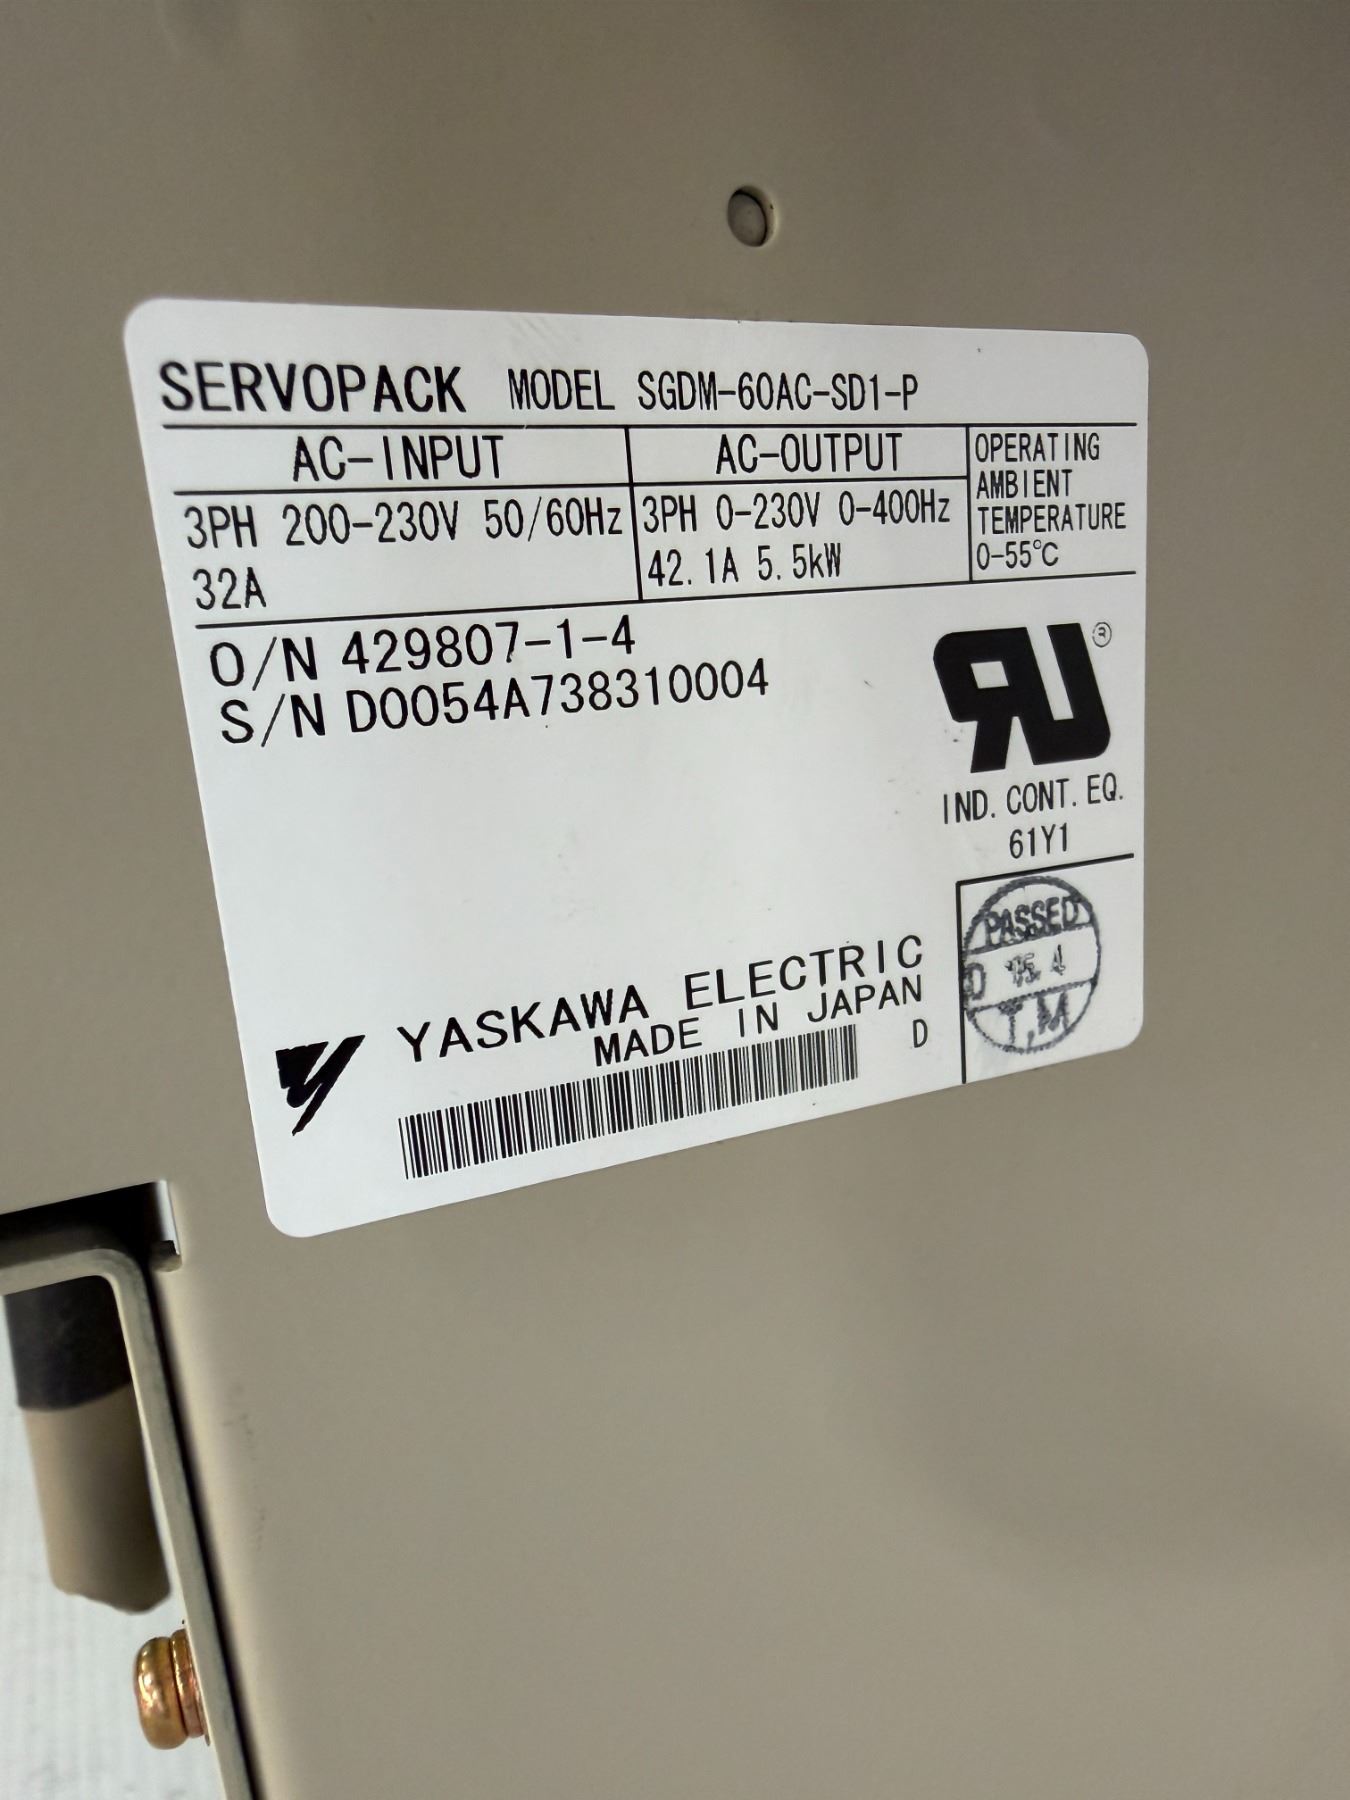 SERVOPACK MODEL SGDM-60AC-SD1-P
AC-INPUT
3PH 200-230V 50/60Hz
32A
AC-OUTPUT
3PH 0-230V 0-400Hz
42.1A 5.5kW
OPERATING
AMBIENT
TEMPERATURE
0-55℃
O/N 429807-1-4
S/N D0054A738310004
RU®
IND. CONT. EQ.
61Y1
YASKAWA ELECTRIC
MADE IN JAPAN
D
PASSED
D 4
T.M